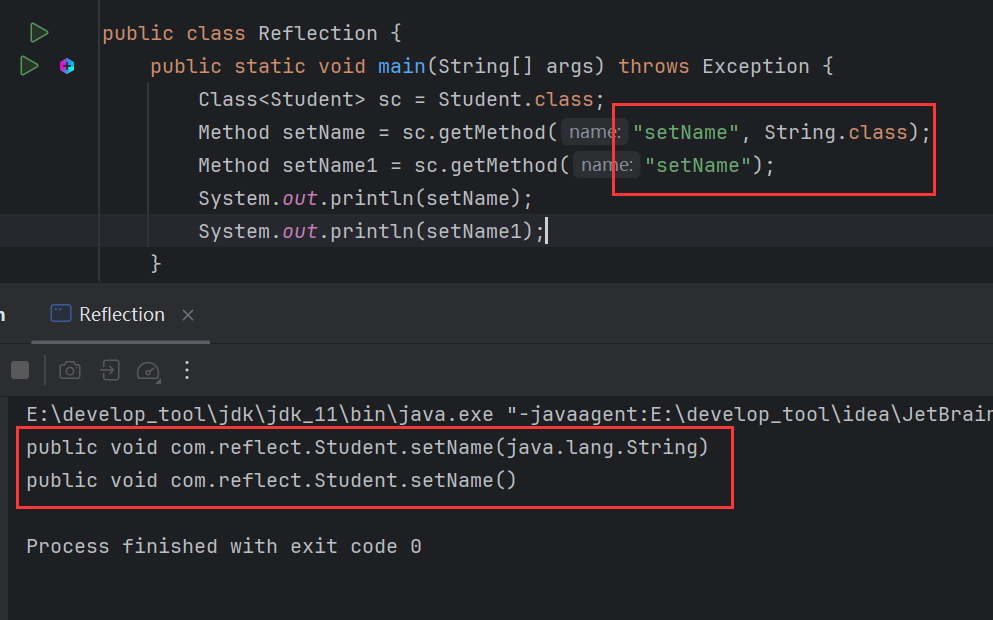 public class Reflection {
public static void main(String[] args) throws Exception {
Class<Student> sc = Student.class;
Method setName = sc.getMethod( name: "setName", String.class);
Method setName1 = sc.getMethod( name: "setName");
System.out.println(setName);
System.out.println(setName1);
}
Reflection
E:\develop_tool\jdk\jdk_11\bin\java.exe "-javaagent:E:\develop_tool\idea\JetBrain
public void com.reflect.Student.setName(java.lang.String)
public void com.reflect.Student.setName()
Process finished with exit code 0